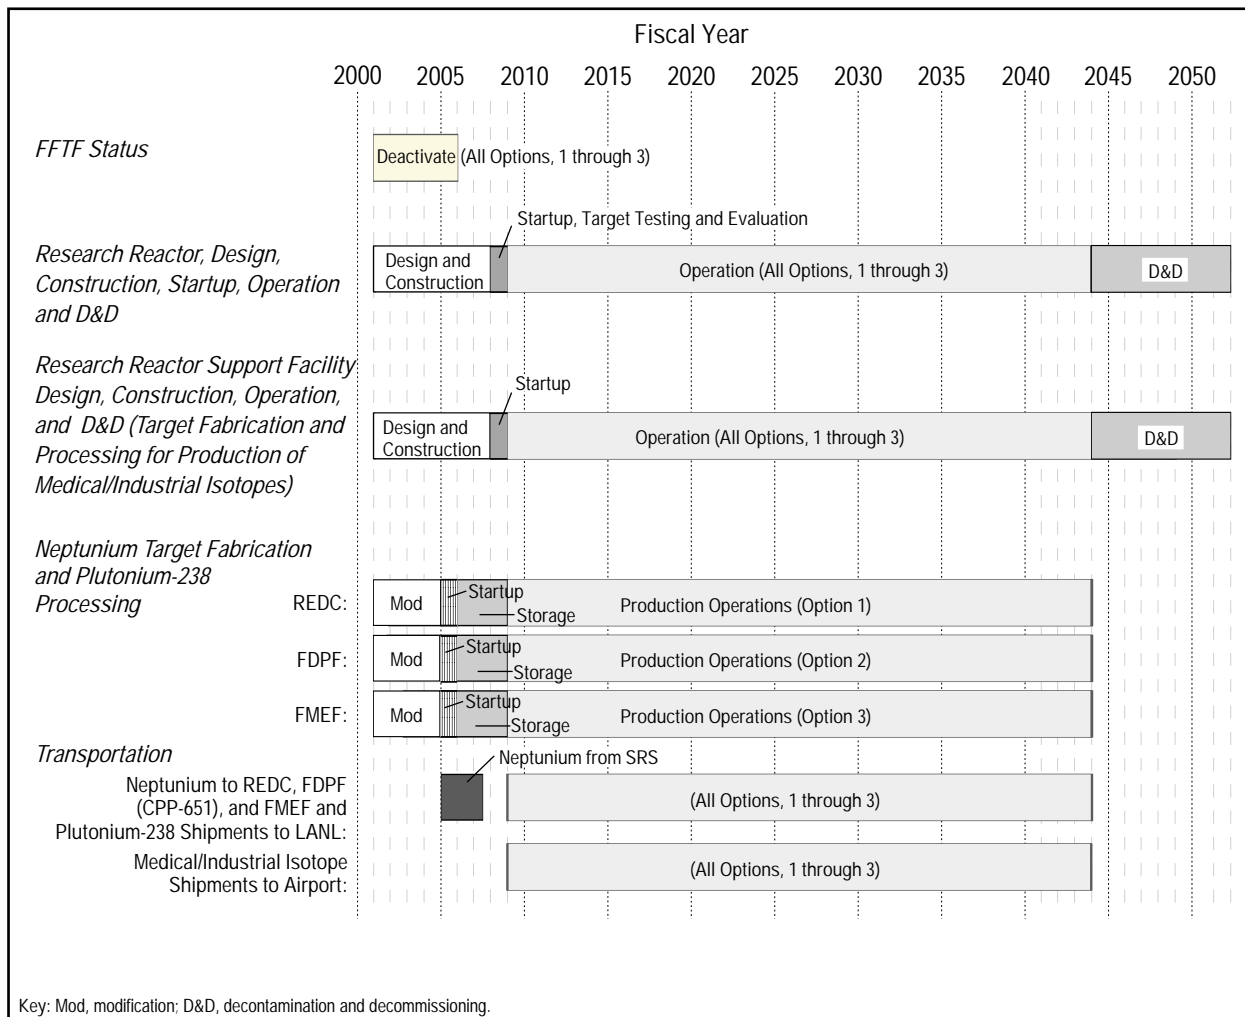 Fiscal Year
2000 2005 2010 2015 2020 2025 2030 2035 2040 2045 2050
FFTF Status
Deactivate (All Options, 1 through 3)
Startup, Target Testing and Evaluation
Research Reactor, Design,
Construction, Startup, Operation
and D&D
Design and
Construction
Operation (All Options, 1 through 3)
D&D
Research Reactor Support Facility
Design, Construction, Operation,
and D&D (Target Fabrication and
Processing for Production of
Medical/Industrial Isotopes)
Startup
Design and
Construction
Operation (All Options, 1 through 3)
D&D
Neptunium Target Fabrication
and Plutonium-238
Processing
REDC:
Mod
Startup
Storage
Production Operations (Option 1)
FDPF:
Mod
Startup
Storage
Production Operations (Option 2)
FMEF:
Mod
Startup
Storage
Production Operations (Option 3)
Transportation
Neptunium from SRS
Neptunium to REDC, FDPF
(CPP-651), and FMEF and
Plutonium-238 Shipments to LANL:
(All Options, 1 through 3)
Medical/Industrial Isotope
Shipments to Airport:
(All Options, 1 through 3)
Key: Mod, modification; D&D, decontamination and decommissioning.